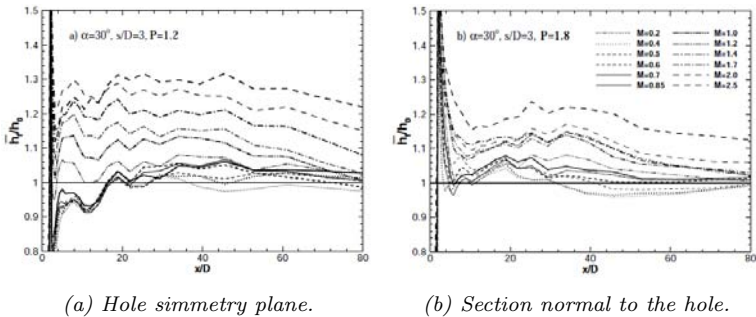 a) α=30°, s/D=3, P=1.2
1.5
1.4
1.3
1.2
1.1
1
0.9
0.8
h̅f/h0
0 20 40 60 80
x/D
b) α=30°, s/D=3, P=1.8
M=0.2 M=1.0
M=0.4 M=1.2
M=0.5 M=1.4
M=0.6 M=1.7
M=0.7 M=2.0
M=0.85 M=2.5
1.5
1.4
1.3
1.2
1.1
1
0.9
0.8
h̅f/h0
0 20 40 60 80
x/D
(a) Hole simmetry plane.
(b) Section normal to the hole.